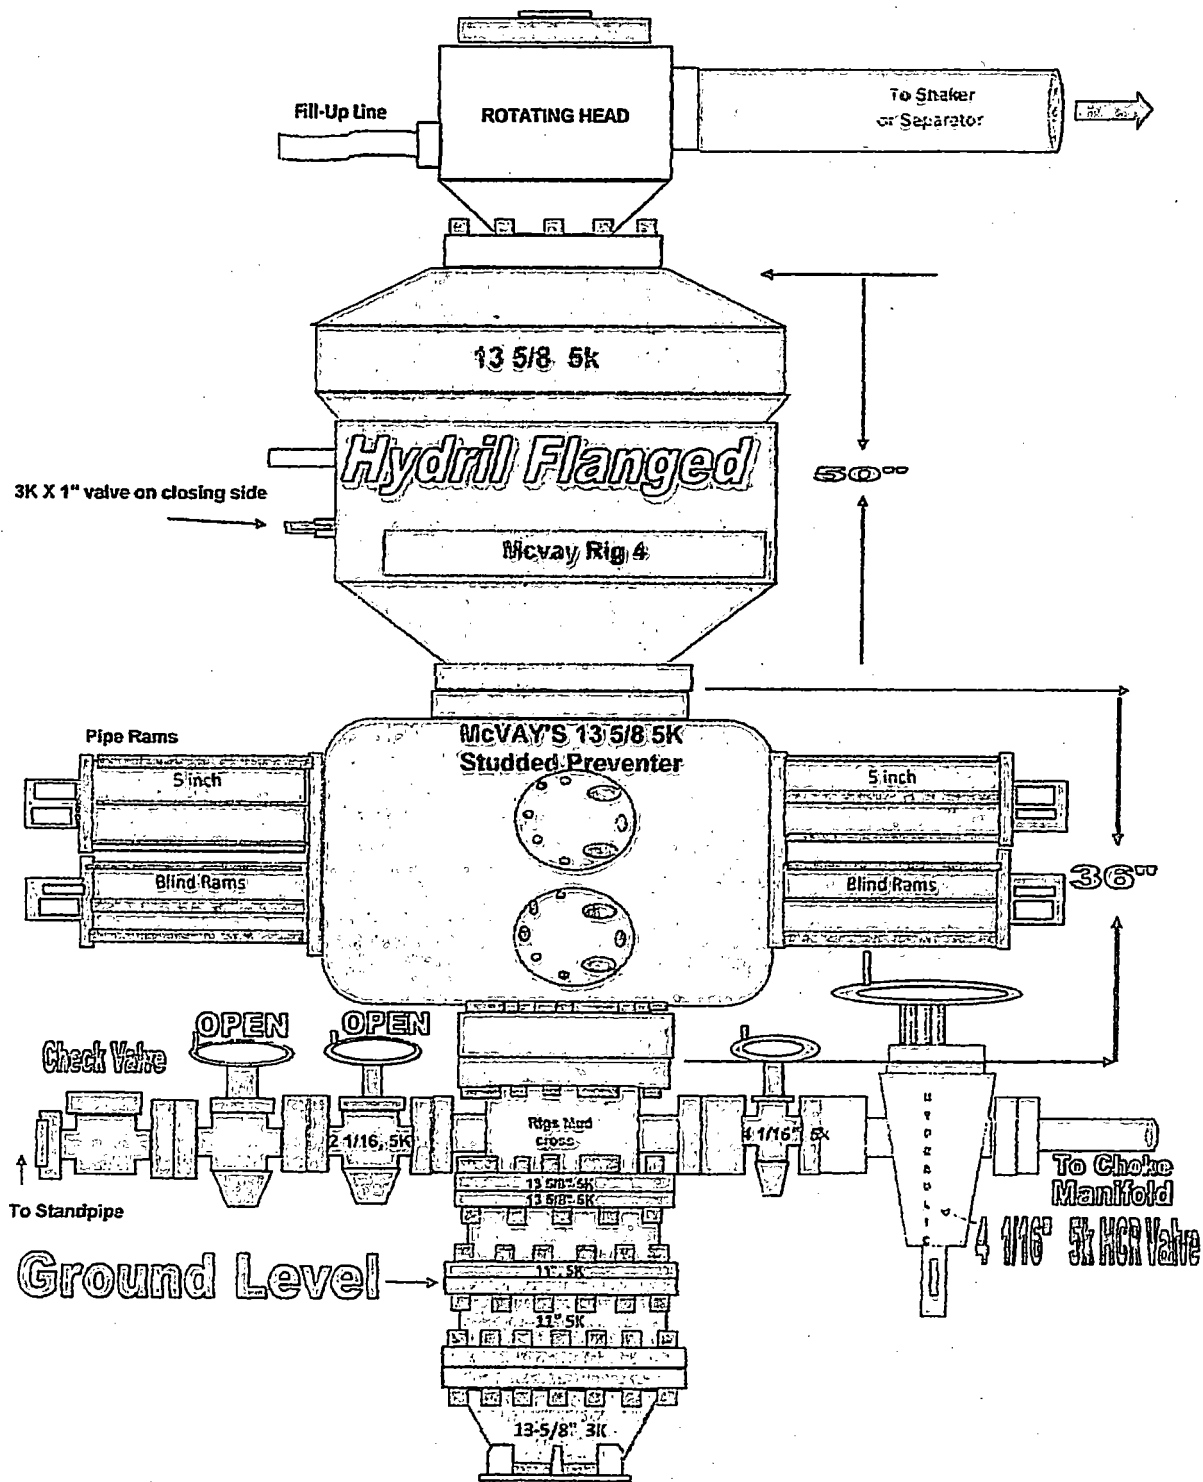 Fill-Up Line
ROTATING HEAD
To Shaker
or Separator
13 5/8 5k
Hydril Flanged
50"
3K X 1" valve on closing side
Mcvay Rig 4
McVAY'S 13 5/8 5K
Studded Preventer
Pipe Rams
5 inch
5 inch
Blind Rams
Blind Rams
36"
OPEN
OPEN
Check Valve
2 1/16, 5K
Rigs Mud
cross
4 1/16" 5K
HYDRAULIC
To Standpipe
13 5/8" 5K
13 5/8" 5K
To Choke
Manifold
4 1/16" 5k HCR Valve
Ground Level
11", 5K
11" 5K
13-5/8" 3K